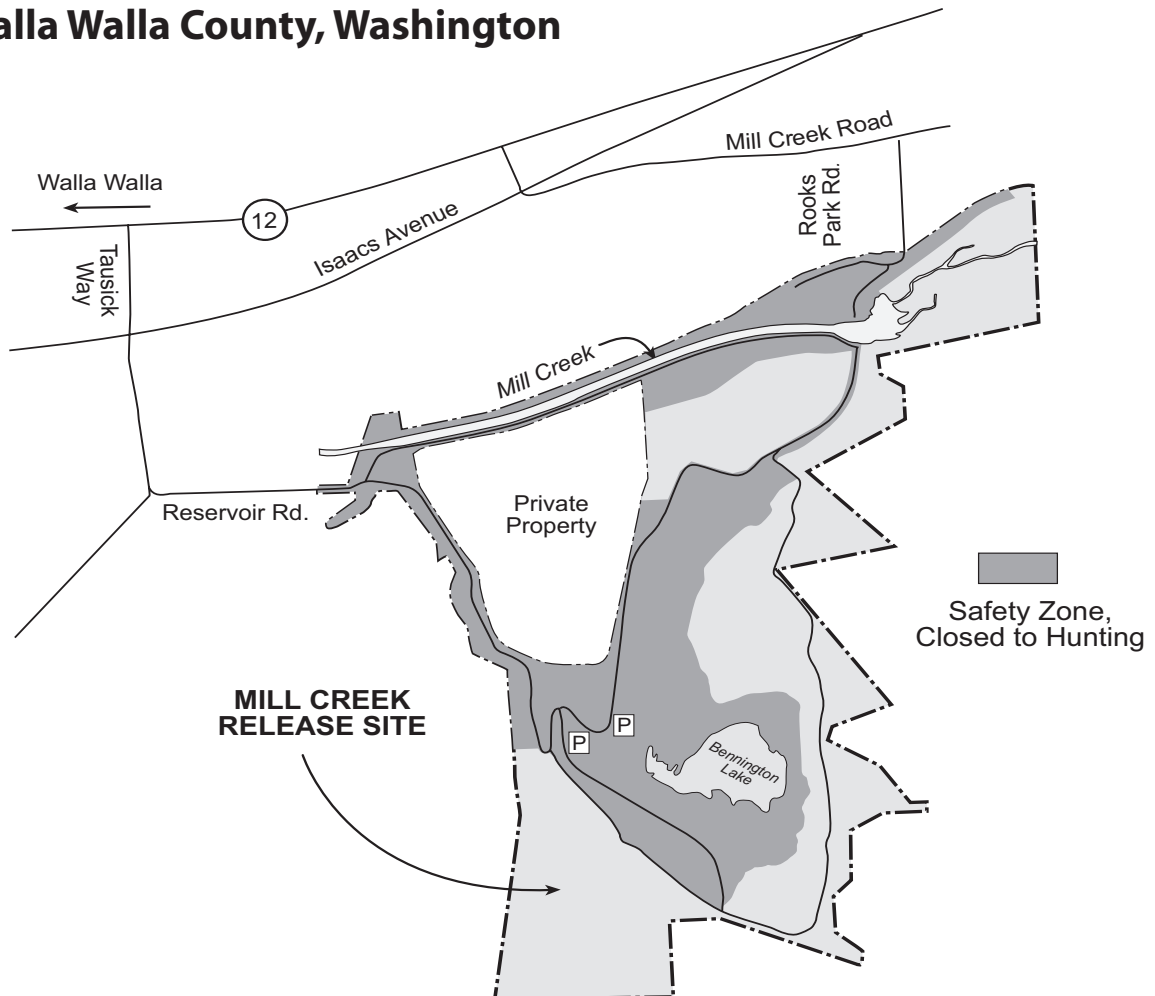 alla Walla County, Washington
Mill Creek Road
Walla Walla
12
Rooks
Park Rd.
Isaacs Avenue
Tausick
Way
Mill Creek
Reservoir Rd.
Private
Property
Safety Zone,
Closed to Hunting
MILL CREEK
RELEASE SITE
P
P
Bennington
Lake